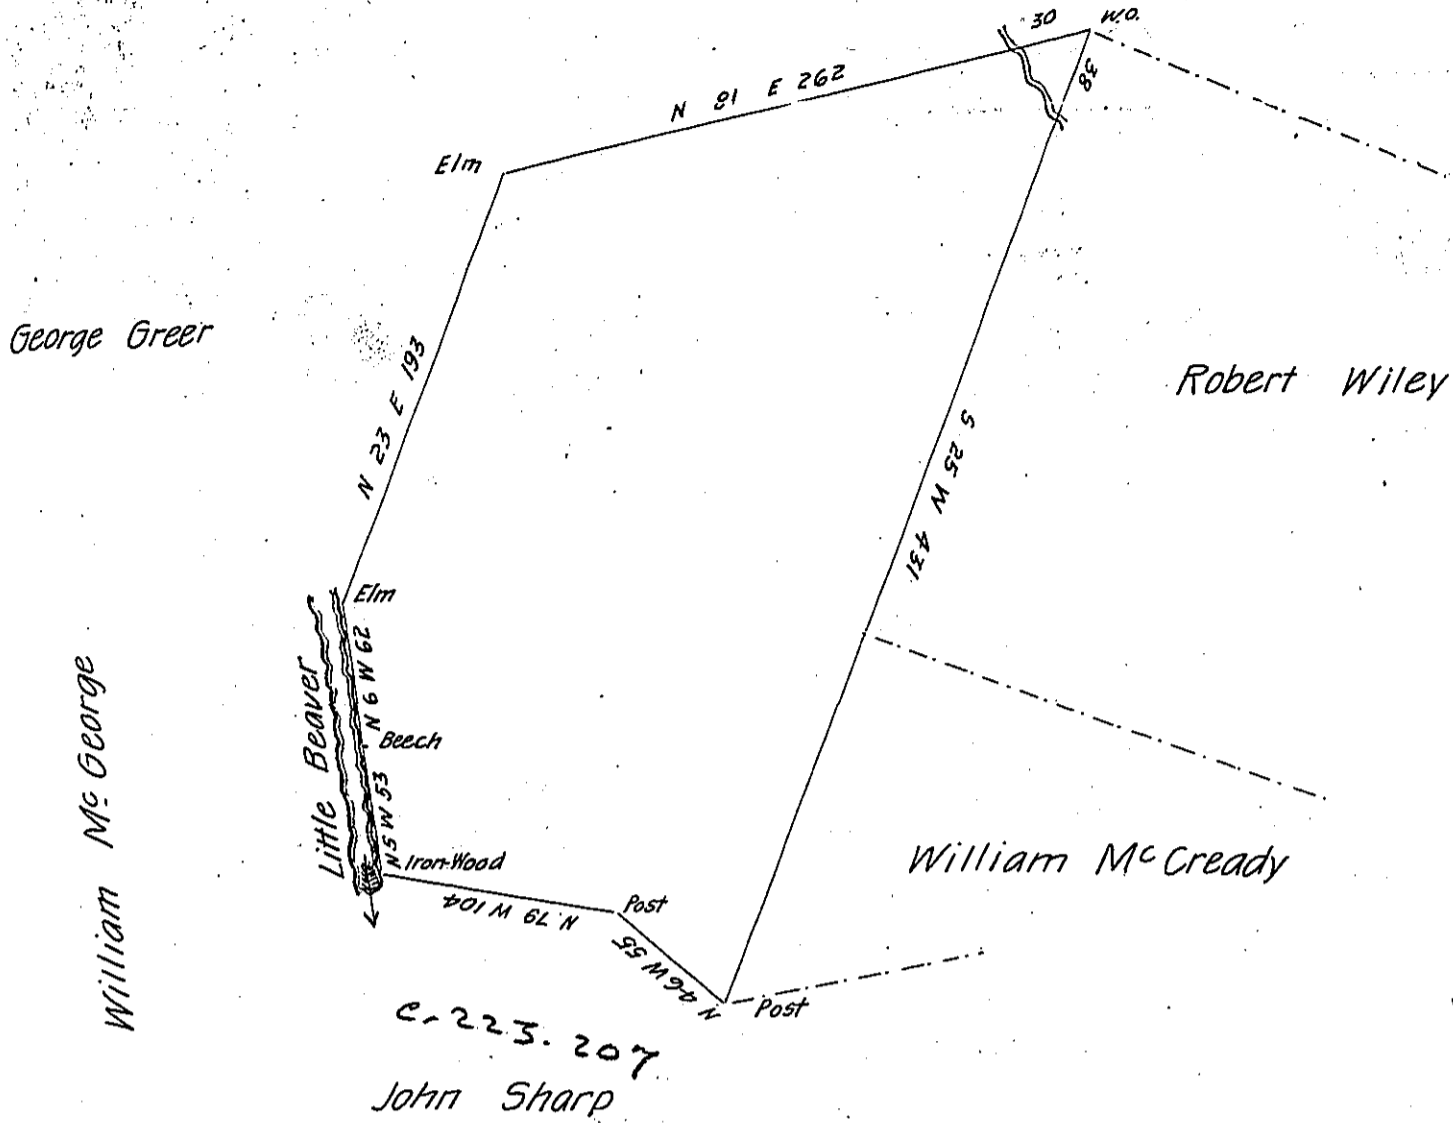 30
W.O.
38
N 81 E 262
Elm
George Greer
N 23 E 193
Robert Wiley
S 25 W 431
Elm
N 6 W 62
Little Beaver
Beech
N 5 W 53
William Mc George
Iron-Wood
William Mc Cready
N. 79 W 104
Post
N 46 W 55
Post
C-223.207
John Sharp